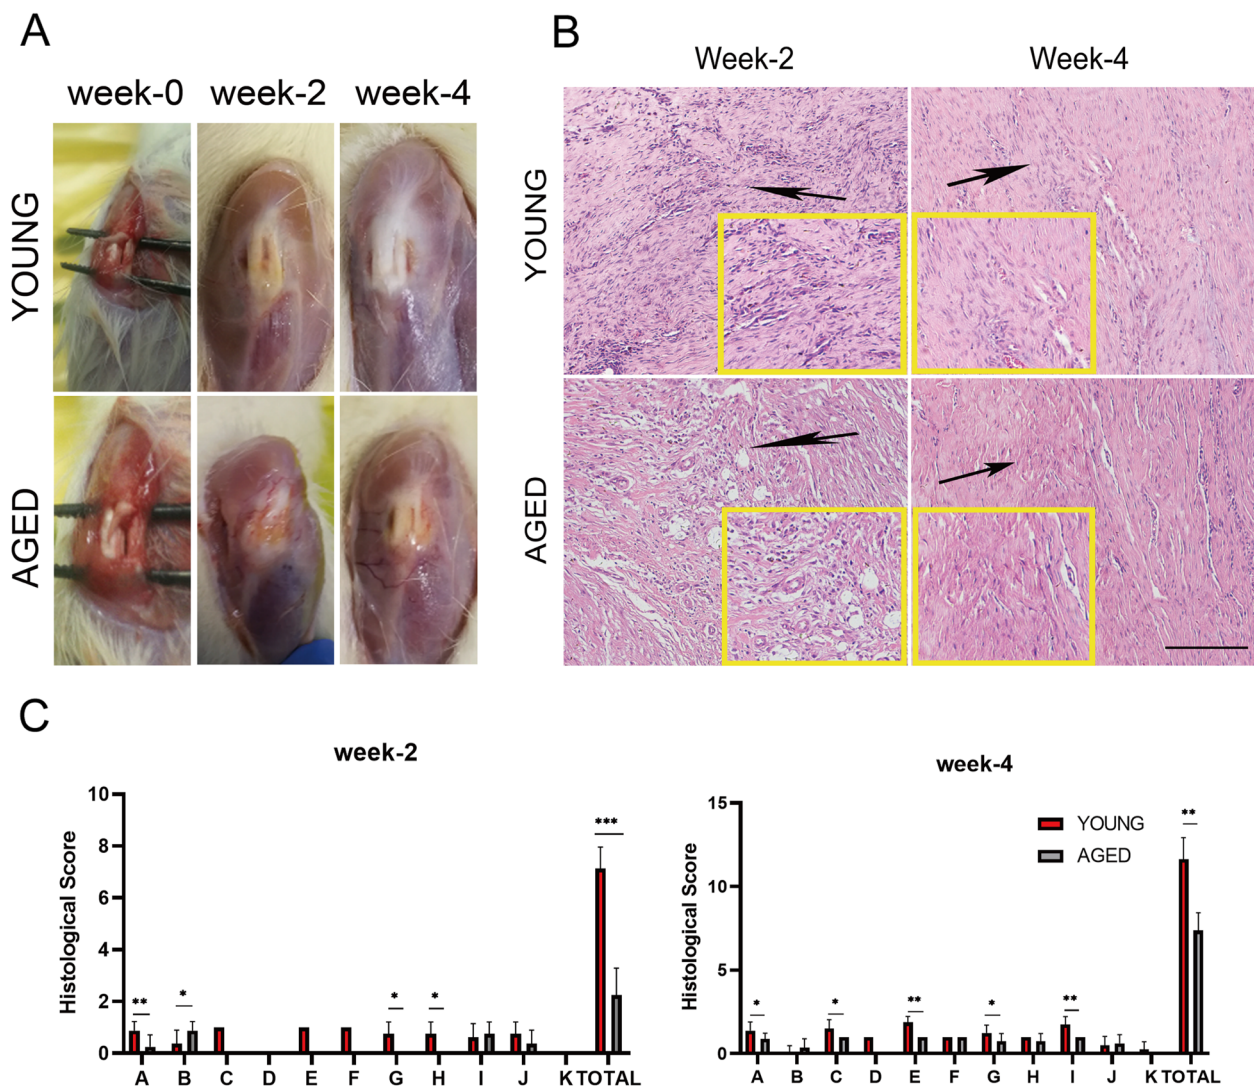 A
week-0 week-2 week-4
YOUNG
AGED
B
Week-2 Week-4
YOUNG
AGED
C
week-2
Histological Score
10
8
6
4
2
0
** * * * ***
A B C D E F G H I J K TOTAL
week-4
Histological Score
15
10
5
0
* * ** * ** **
YOUNG
AGED
A B C D E F G H I J K TOTAL